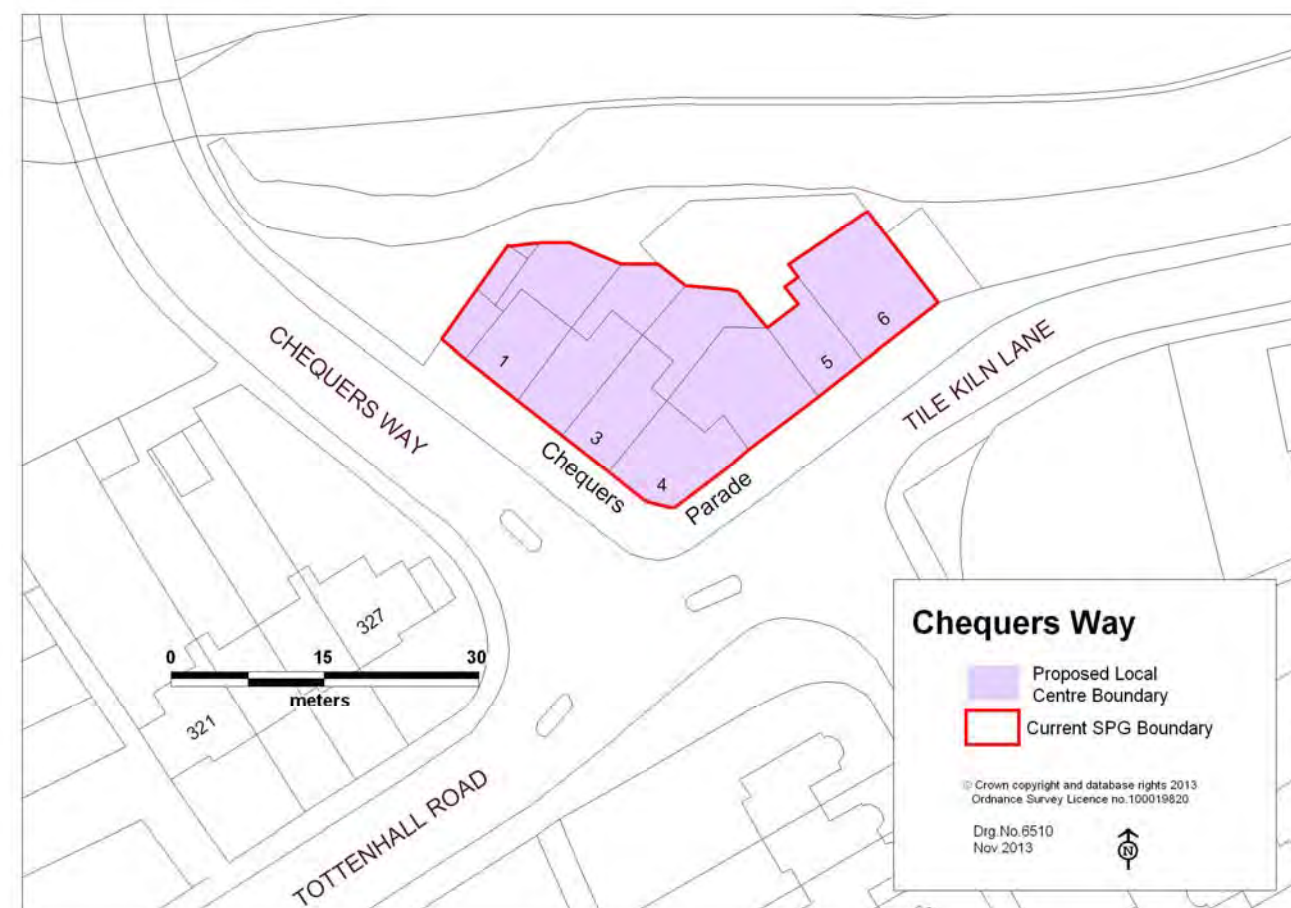 CHEQUERS WAY
TILE KILN LANE
TOTTENHALL ROAD
Chequers
Parade
1
3
4
5
6
327
321
0 15 30
meters
Chequers Way
Proposed Local
Centre Boundary
Current SPG Boundary
© Crown copyright and database rights 2013
Ordnance Survey Licence no.100019820
Drg.No.6510
Nov 2013
N